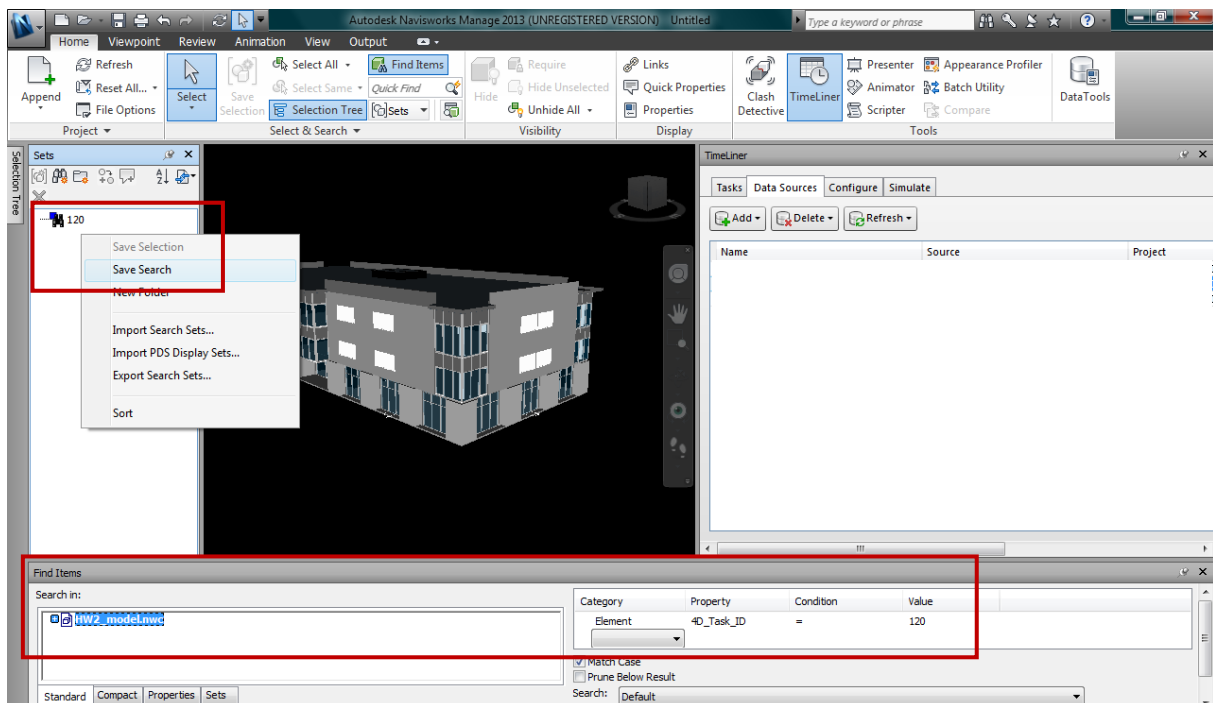 Autodesk Navisworks Manage 2013 (UNREGISTERED VERSION) Untitled
Type a keyword or phrase
Home Viewpoint Review Animation View Output
Append
Refresh
Reset All...
File Options
Project
Select
Save Selection
Select All
Select Same
Selection Tree
Find Items
Quick Find
Sets
Select & Search
Hide
Require
Hide Unselected
Unhide All
Visibility
Links
Quick Properties
Properties
Display
Clash Detective
TimeLiner
Presenter
Animator
Scripter
Appearance Profiler
Batch Utility
Compare
DataTools
Tools
Selection Tree
Sets
120
Save Selection
Save Search
New Folder
Import Search Sets...
Import PDS Display Sets...
Export Search Sets...
Sort
TimeLiner
Tasks Data Sources Configure Simulate
Add Delete Refresh
Name Source Project
Find Items
Search in:
HW2_model.nwc
Standard Compact Properties Sets
Category Property Condition Value
Element 4D_Task_ID = 120
Match Case
Prune Below Result
Search: Default